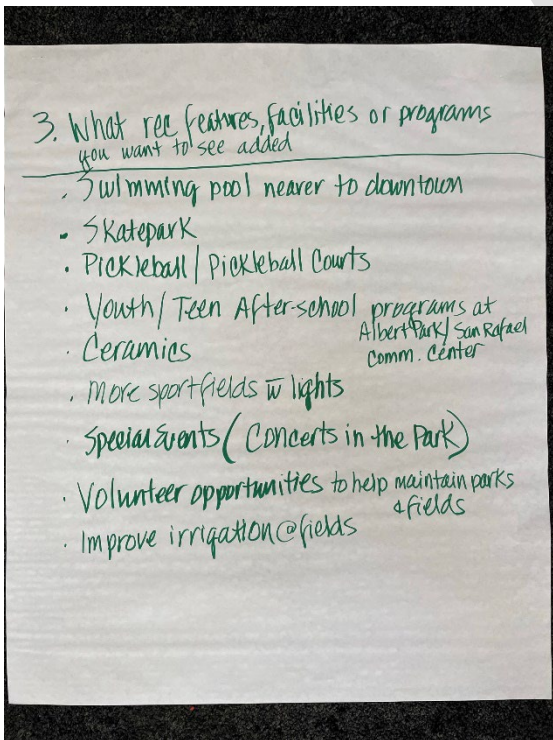 3. What rec features, facilities or programs
you want to see added
• Swimming pool nearer to downtown
• Skatepark
• Pickleball / Pickleball Courts
• Youth / Teen After-school programs at
Albert Park / San Rafael
Comm. Center
• Ceramics
• More sportfields w̅ lights
• Special Events (Concerts in the Park)
• Volunteer opportunities to help maintain parks
& fields
• Improve irrigation @ fields